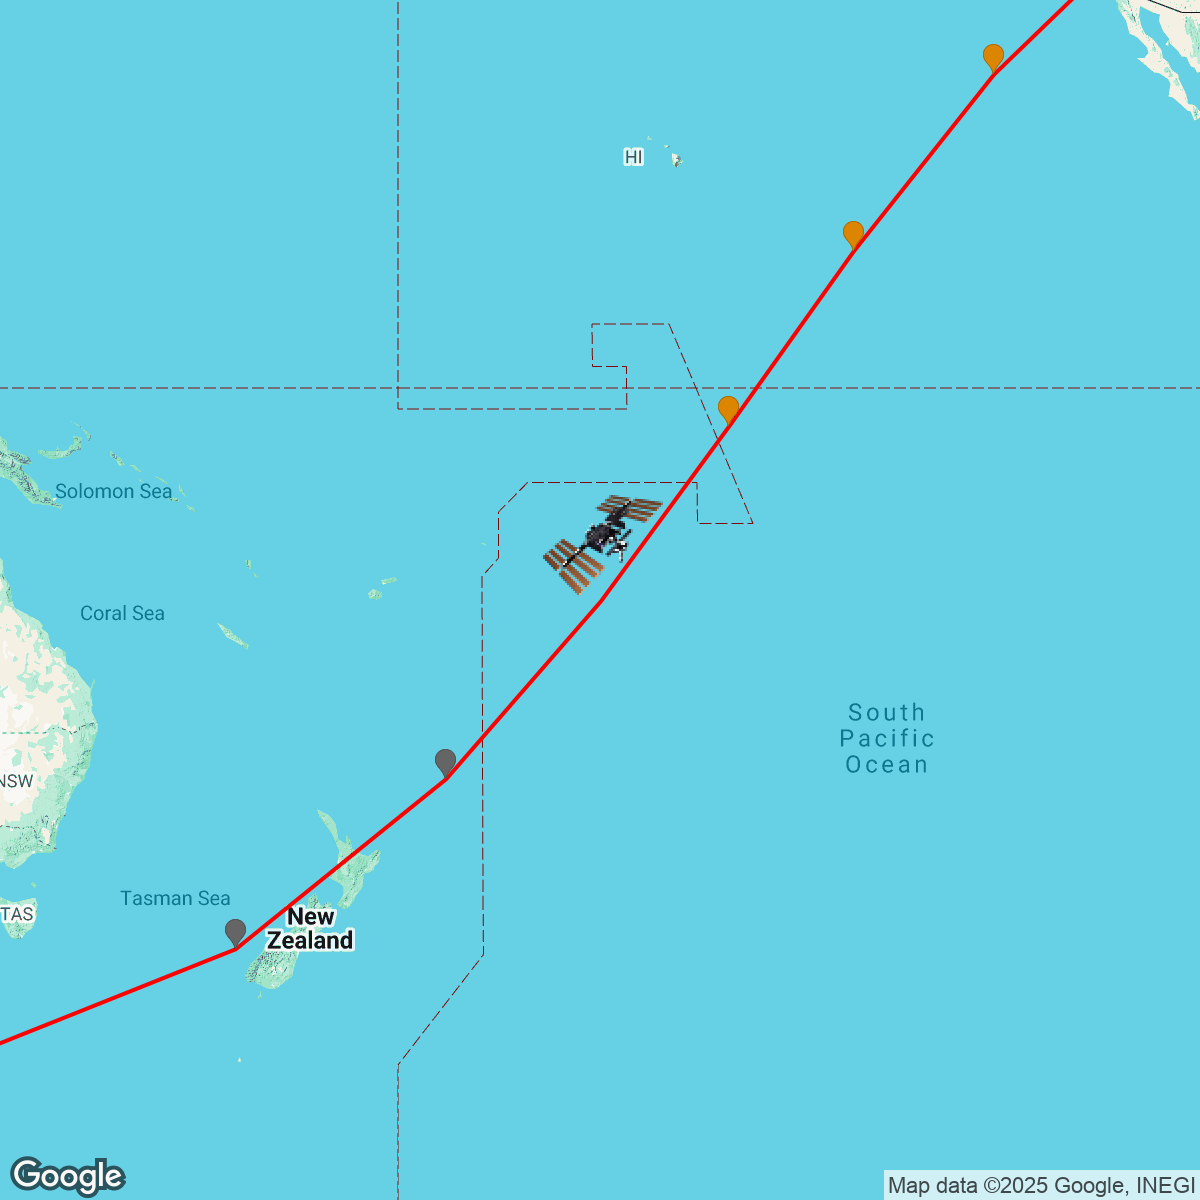 HI
Solomon Sea
Coral Sea
South
Pacific
Ocean
NSW
Tasman Sea
TAS
New
Zealand
Google
Map data ©2025 Google, INEGI